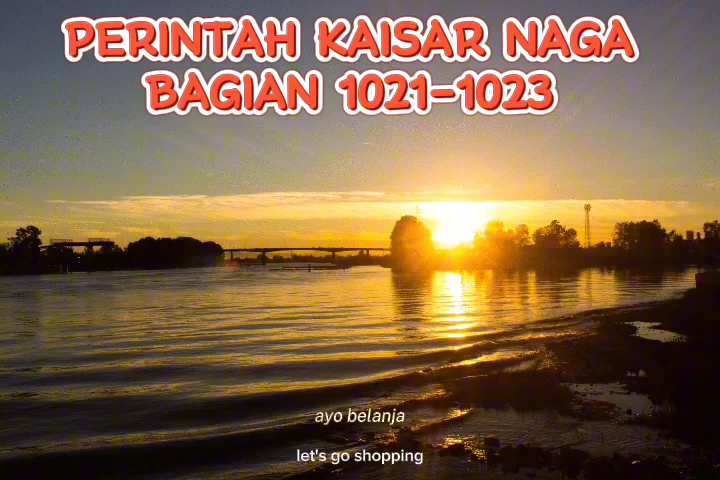 PERINTAH KAISAR NAGA
BAGIAN 1021-1023
ayo belanja
let's go shopping